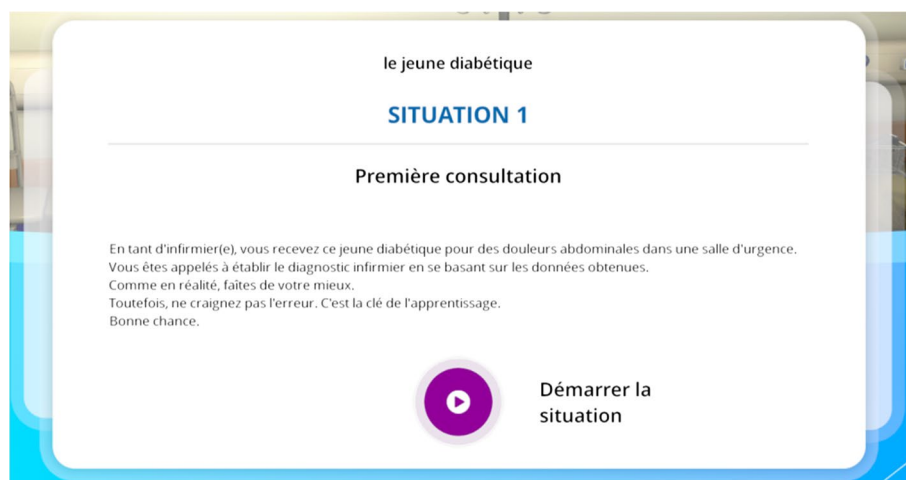 le jeune diabétique
SITUATION 1
Première consultation
En tant d'infirmier(e), vous recevez ce jeune diabétique pour des douleurs abdominales dans une salle d'urgence.
Vous êtes appelés à établir le diagnostic infirmier en se basant sur les données obtenues.
Comme en réalité, faîtes de votre mieux.
Toutefois, ne craignez pas l'erreur. C'est la clé de l'apprentissage.
Bonne chance.
Démarrer la
situation